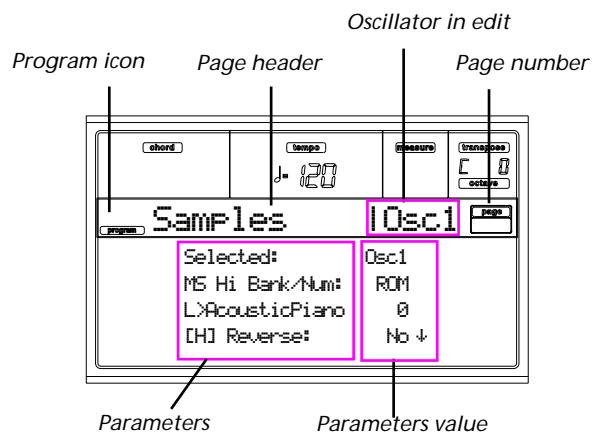 Oscillator in edit
Program icon Page header Page number
chord tempo measure transpose
♩= 120 C 0
octave
program Samples |Osc1 page
Selected: Osc1
MS Hi Bank/Num: ROM
L>AcousticPiano 0
[H] Reverse: No ↓
Parameters Parameters value